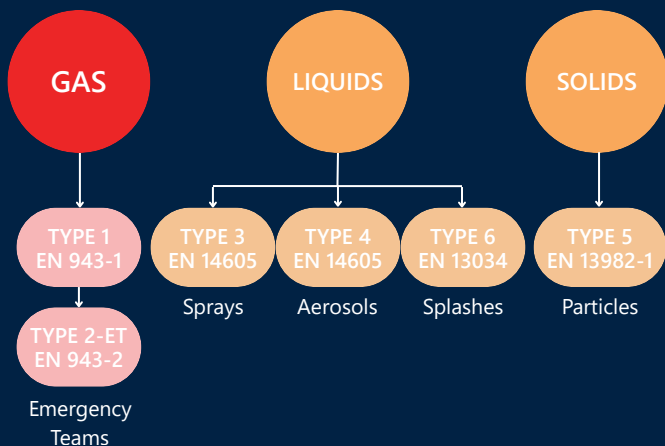 GAS
LIQUIDS
SOLIDS
TYPE 1
EN 943-1
TYPE 3
EN 14605
TYPE 4
EN 14605
TYPE 6
EN 13034
TYPE 5
EN 13982-1
Sprays
Aerosols
Splashes
Particles
TYPE 2-ET
EN 943-2
Emergency
Teams